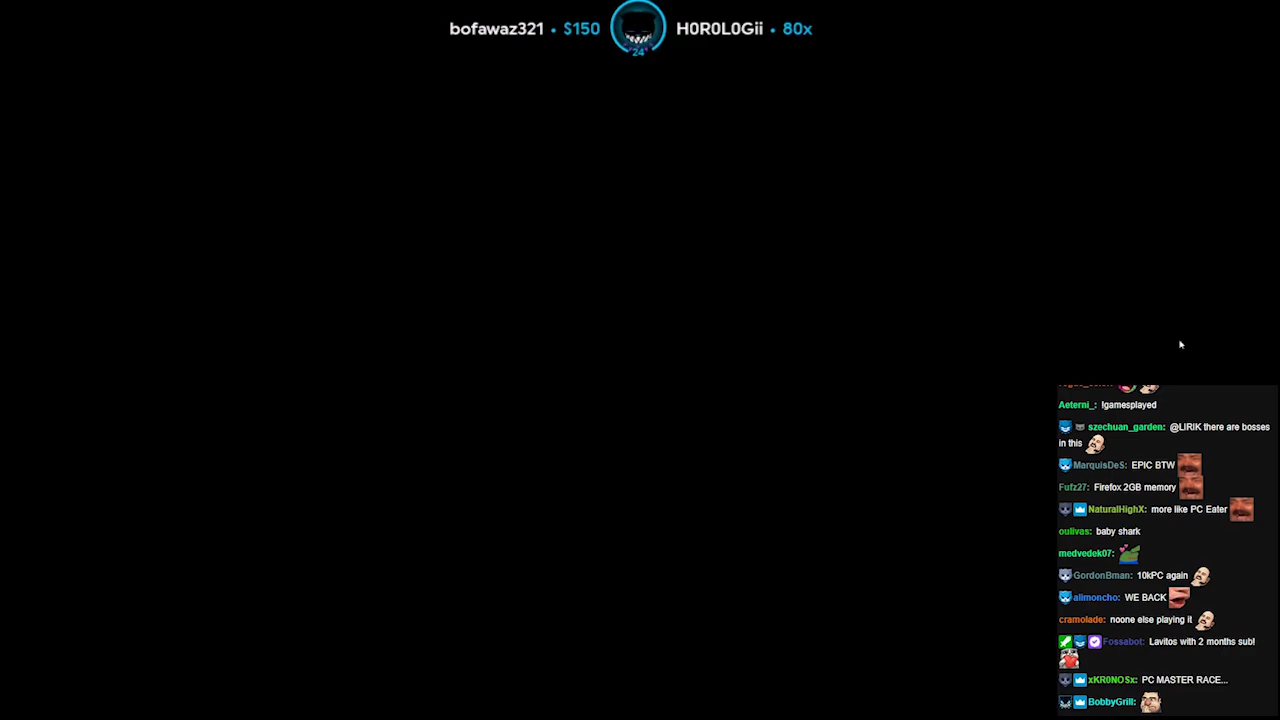 bofawaz321 • $150 24 H0R0L0Gii • 80x
Aeterni_: !gamesplayed
szechuan_garden: @LIRIK there are bosses
in this
MarquisDeS: EPIC BTW
Fufz27: Firefox 2GB memory
NaturalHighX: more like PC Eater
oulivas: baby shark
medvedek07:
GordonBman: 10kPC again
alimoncho: WE BACK
cramolade: noone else playing it
Fossabot: Lavitos with 2 months sub!
xKR0NOSx: PC MASTER RACE...
BobbyGrill: